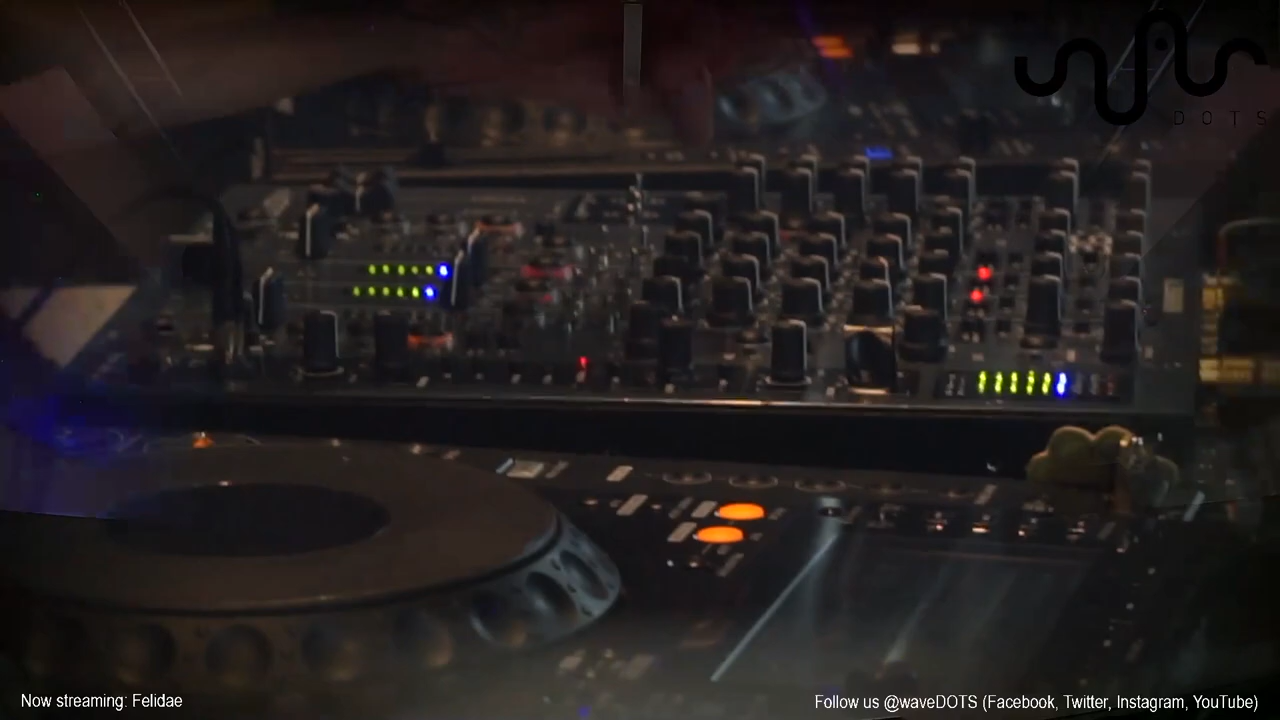 DOTS
Now streaming: Felidae
Follow us @waveDOTS (Facebook, Twitter, Instagram, YouTube)